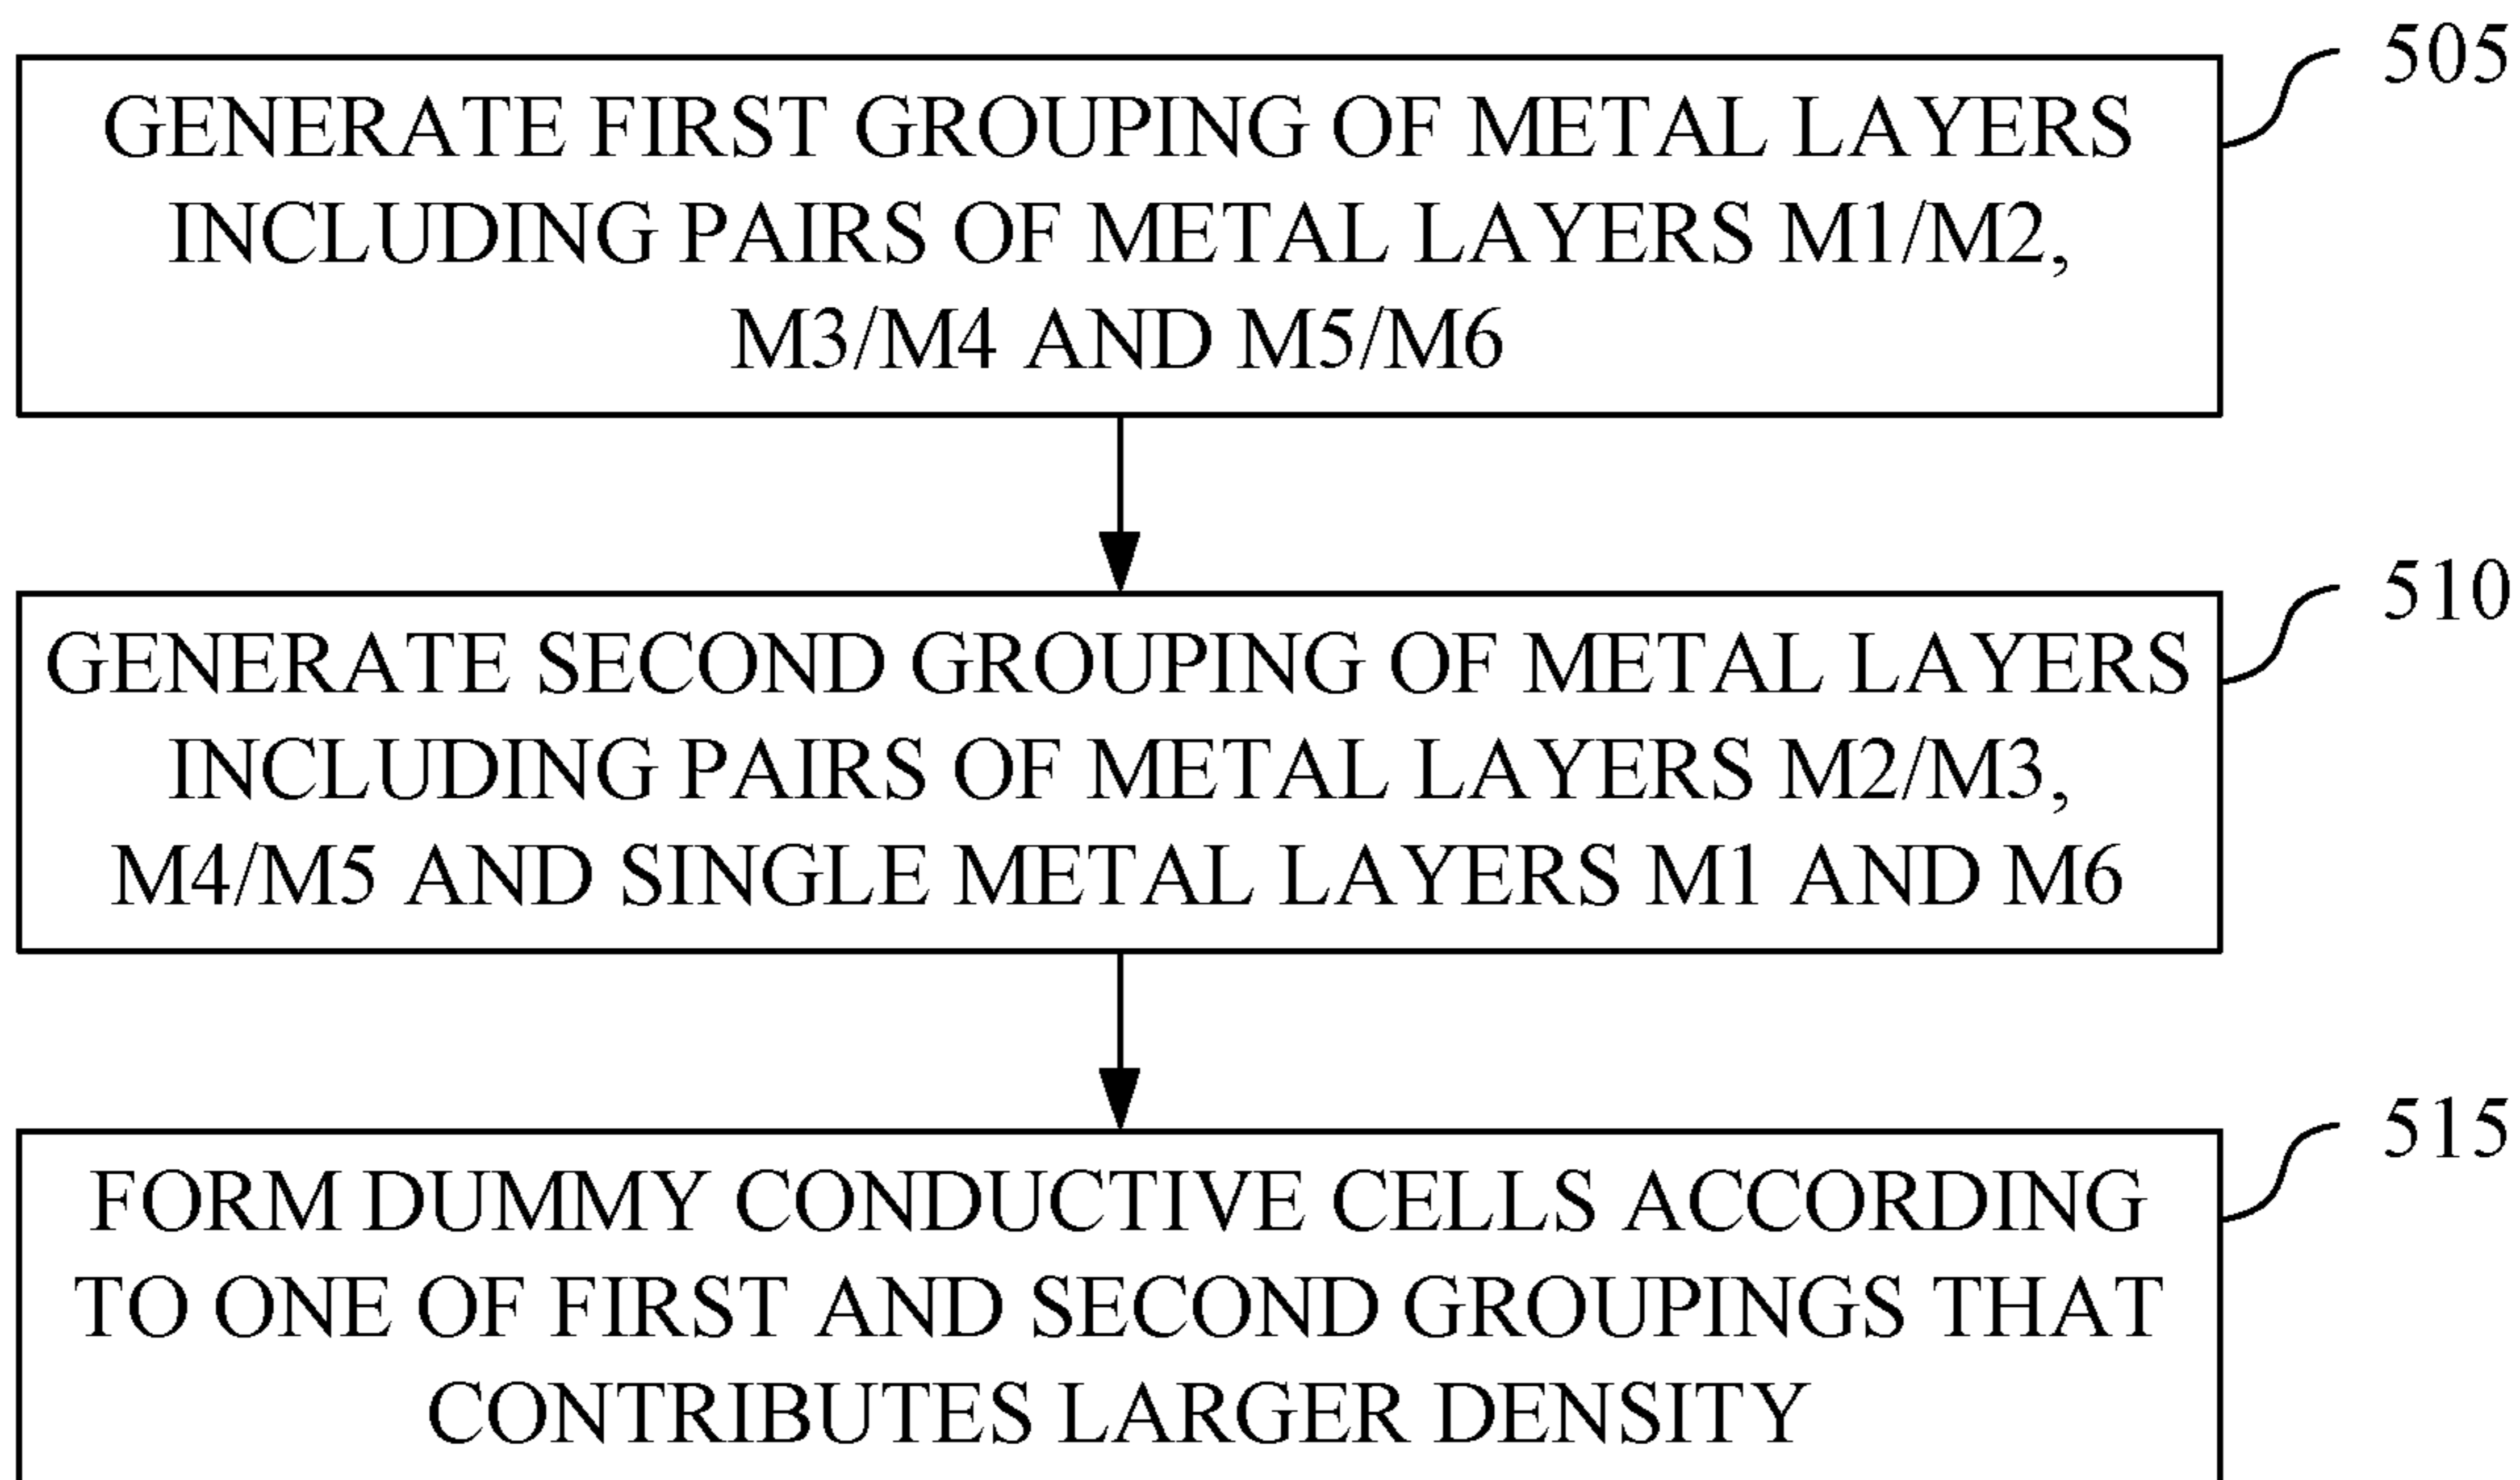 505
GENERATE FIRST GROUPING OF METAL LAYERS
INCLUDING PAIRS OF METAL LAYERS M1/M2,
M3/M4 AND M5/M6
510
GENERATE SECOND GROUPING OF METAL LAYERS
INCLUDING PAIRS OF METAL LAYERS M2/M3,
M4/M5 AND SINGLE METAL LAYERS M1 AND M6
515
FORM DUMMY CONDUCTIVE CELLS ACCORDING
TO ONE OF FIRST AND SECOND GROUPINGS THAT
CONTRIBUTES LARGER DENSITY